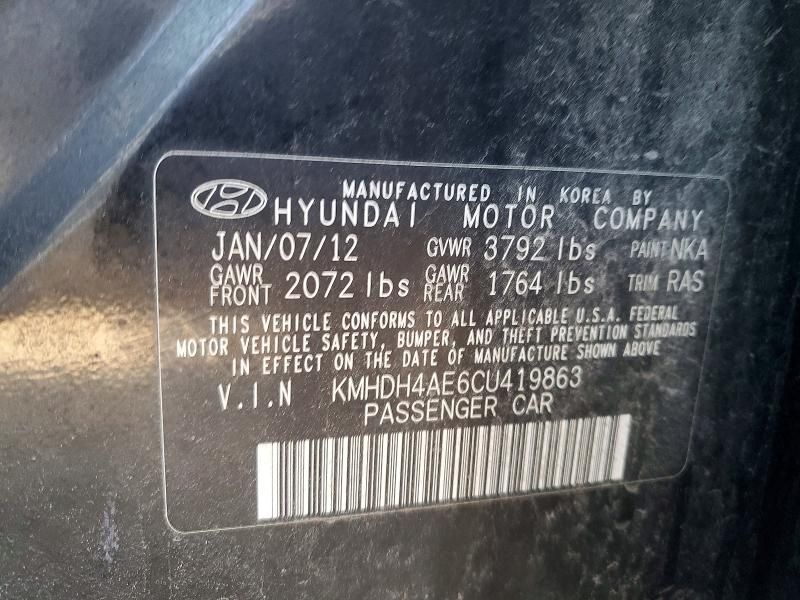 MANUFACTURED IN KOREA BY
HYUNDAI MOTOR COMPANY
JAN/07/12 GVWR 3792 lbs PAINT NKA
GAWR FRONT 2072 lbs GAWR REAR 1764 lbs TRIM RAS
THIS VEHICLE CONFORMS TO ALL APPLICABLE U.S.A. FEDERAL
MOTOR VEHICLE SAFETY, BUMPER, AND THEFT PREVENTION STANDARDS
IN EFFECT ON THE DATE OF MANUFACTURE SHOWN ABOVE
V.I.N KMHDH4AE6CU419863
PASSENGER CAR